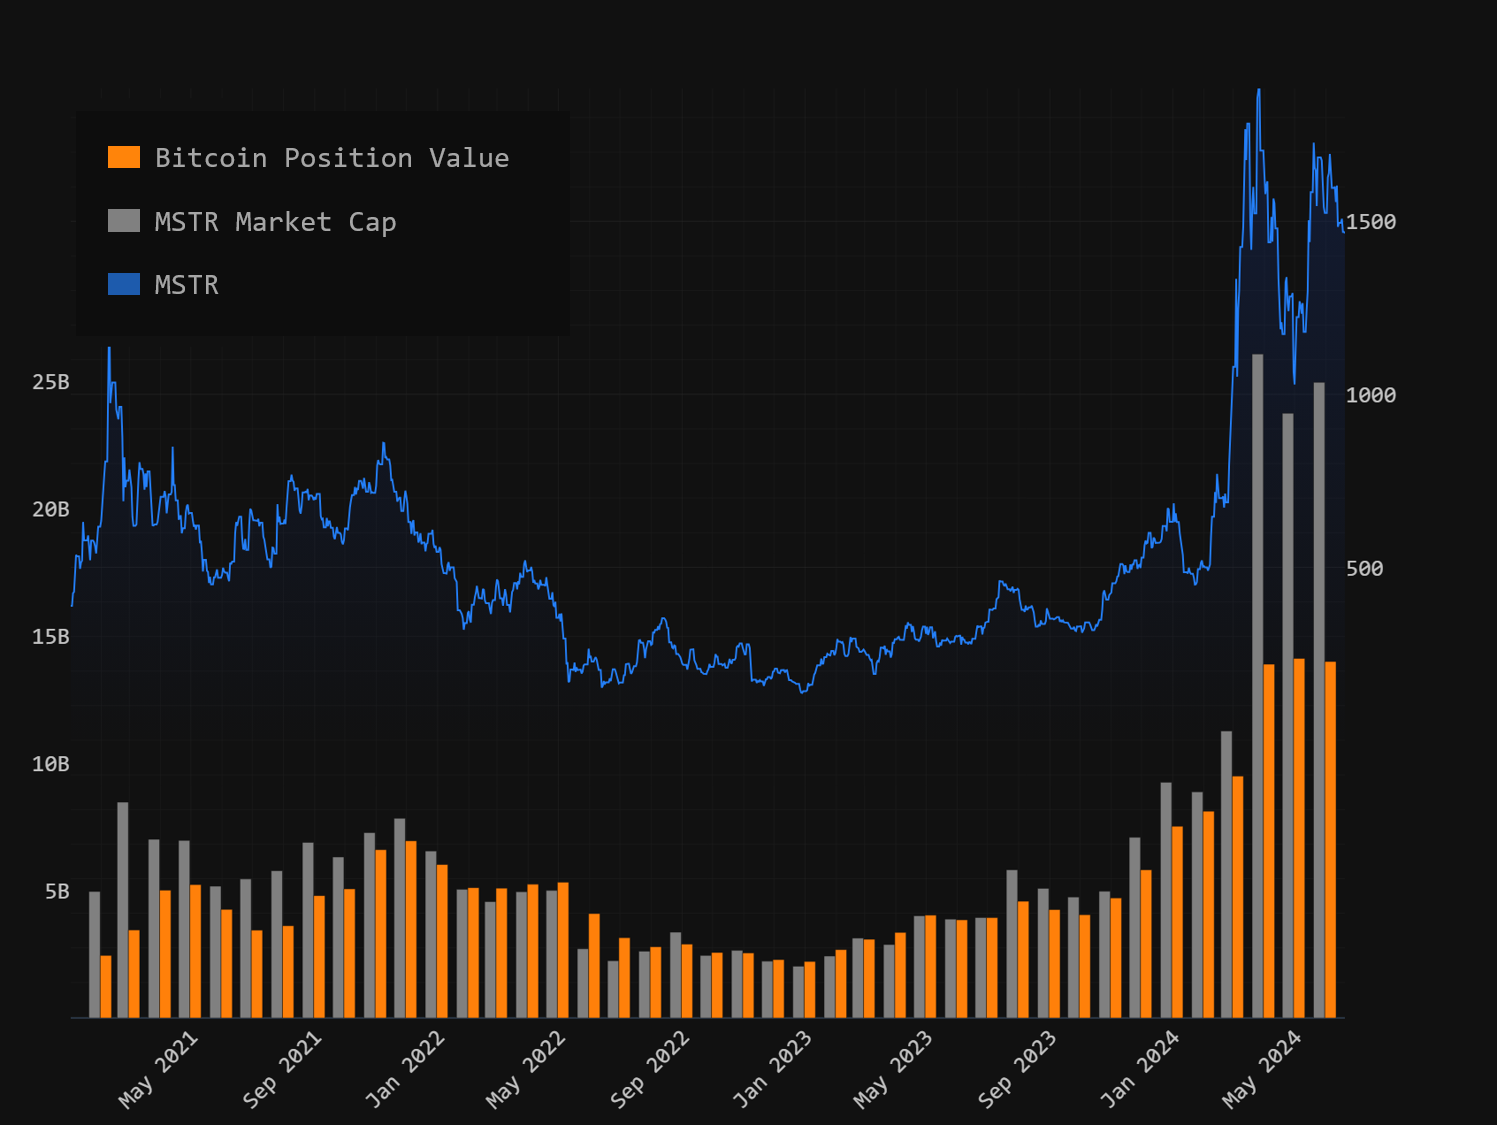 Bitcoin Position Value
MSTR Market Cap
MSTR
1500
25B
1000
20B
500
15B
10B
5B
May 2021
Sep 2021
Jan 2022
May 2022
Sep 2022
Jan 2023
May 2023
Sep 2023
Jan 2024
May 2024